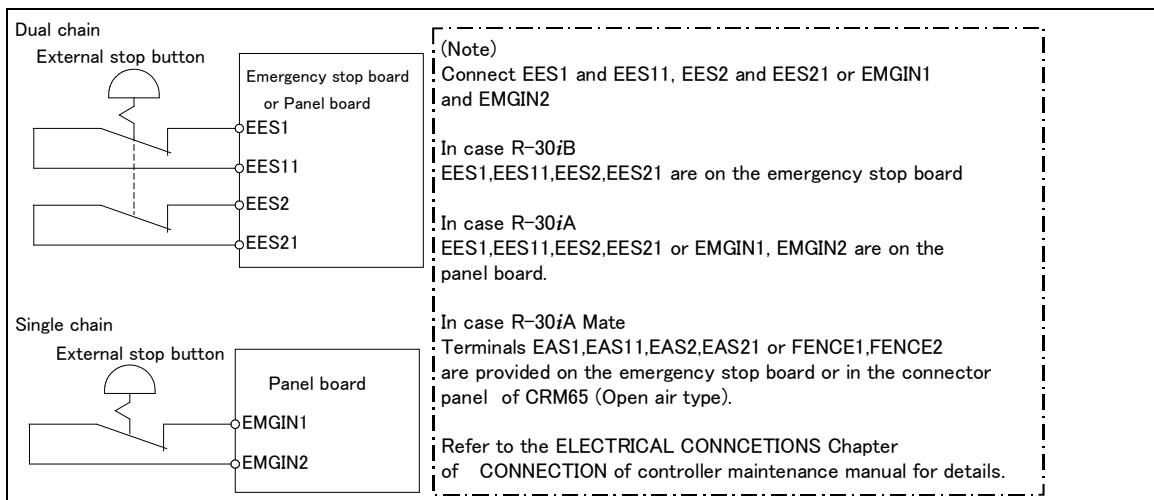 Dual chain
External stop button
Emergency stop board
or Panel board
EES1
EES11
EES2
EES21
Single chain
External stop button
Panel board
EMGIN1
EMGIN2
(Note)
Connect EES1 and EES11, EES2 and EES21 or EMGIN1
and EMGIN2
In case R-30iB
EES1,EES11,EES2,EES21 are on the emergency stop board
In case R-30iA
EES1,EES11,EES2,EES21 or EMGIN1, EMGIN2 are on the
panel board.
In case R-30iA Mate
Terminals EAS1,EAS11,EAS2,EAS21 or FENCE1,FENCE2
are provided on the emergency stop board or in the connector
panel of CRM65 (Open air type).
Refer to the ELECTRICAL CONNCETIONS Chapter
of CONNECTION of controller maintenance manual for details.